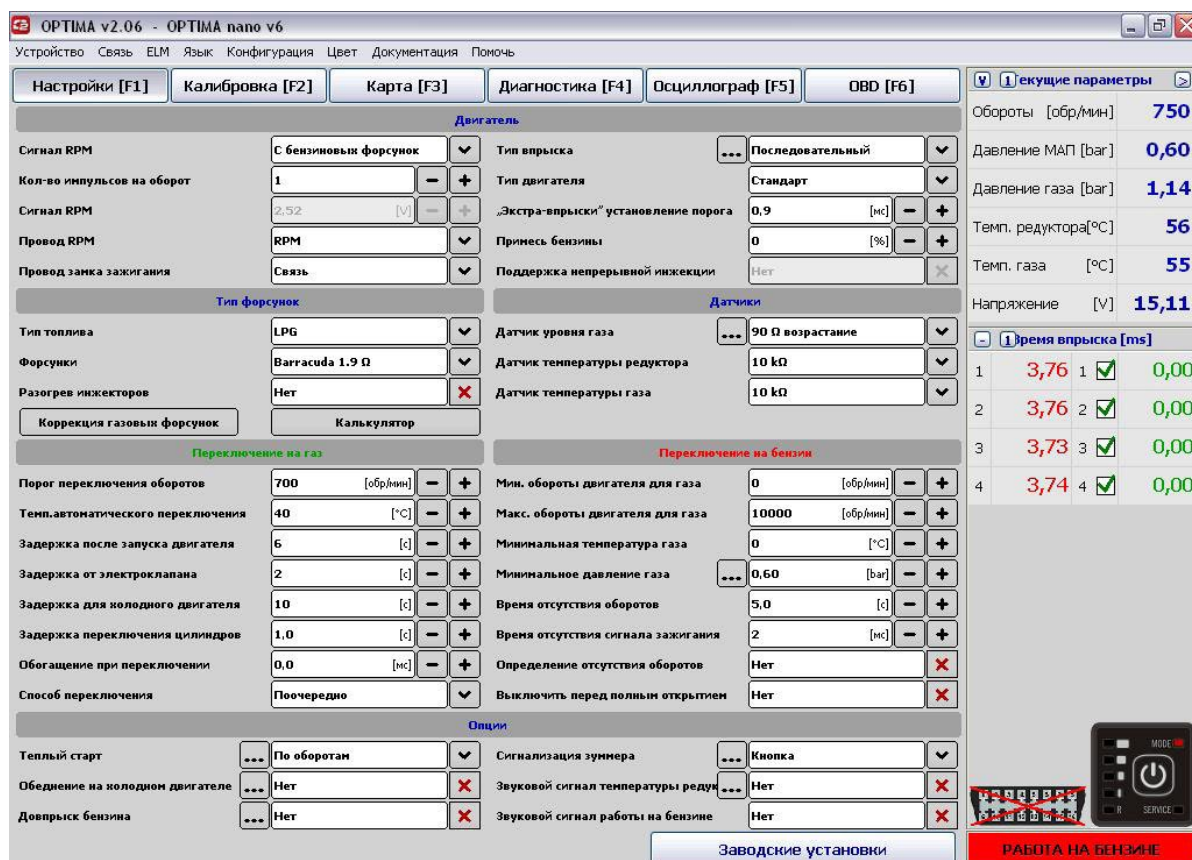 OPTIMA v2.06 - OPTIMA nano v6
Устройство Связь ELM Язык Конфигурация Цвет Документация Помочь
Настройки [F1] Калибровка [F2] Карта [F3] Диагностика [F4] Осциллограф [F5] OBD [F6]
Двигатель
Сигнал RPM С бензиновых форсунок
Кол-во импульсов на оборот 1
Сигнал RPM 2,52 [V]
Провод RPM RPM
Провод замка зажигания Связь
Тип впрыска ... Последовательный
Тип двигателя Стандарт
„Экстра-впрыски” установление порога 0,9 [мс]
Примесь бензины 0 [%]
Поддержка непрерывной инжекции Нет
Тип форсунок
Тип топлива LPG
Форсунки Barracuda 1.9 Ω
Разогрев инжекторов Нет
Коррекция газовых форсунок Калькулятор
Датчики
Датчик уровня газа ... 90 Ω возрастание
Датчик температуры редуктора 10 kΩ
Датчик температуры газа 10 kΩ
Переключение на газ
Порог переключения оборотов 700 [обр/мин]
Темп.автоматического переключения 40 [°C]
Задержка после запуска двигателя 6 [с]
Задержка от электроклапана 2 [с]
Задержка для холодного двигателя 10 [с]
Задержка переключения цилиндров 1,0 [с]
Обогащение при переключении 0,0 [мс]
Способ переключения Поочередно
Переключение на бензин
Мин. обороты двигателя для газа 0 [обр/мин]
Макс. обороты двигателя для газа 10000 [обр/мин]
Минимальная температура газа 0 [°C]
Минимальное давление газа ... 0,60 [bar]
Время отсутствия оборотов 5,0 [с]
Время отсутствия сигнала зажигания 2 [мс]
Определение отсутствия оборотов Нет
Выключить перед полным открытием Нет
Опции
Теплый старт ... По оборотам
Обеднение на холодном двигателе ... Нет
Довпрыск бензина ... Нет
Сигнализация зуммера ... Кнопка
Звуковой сигнал температуры редук ... Нет
Звуковой сигнал работы на бензине Нет
Заводские установки
1 екущие параметры
Обороты [обр/мин] 750
Давление МАП [bar] 0,60
Давление газа [bar] 1,14
Темп. редуктора[°C] 56
Темп. газа [°C] 55
Напряжение [V] 15,11
1 Время впрыска [ms]
1 3,76 1 0,00
2 3,76 2 0,00
3 3,73 3 0,00
4 3,74 4 0,00
MODE
R SERVICE
РАБОТА НА БЕНЗИНЕ